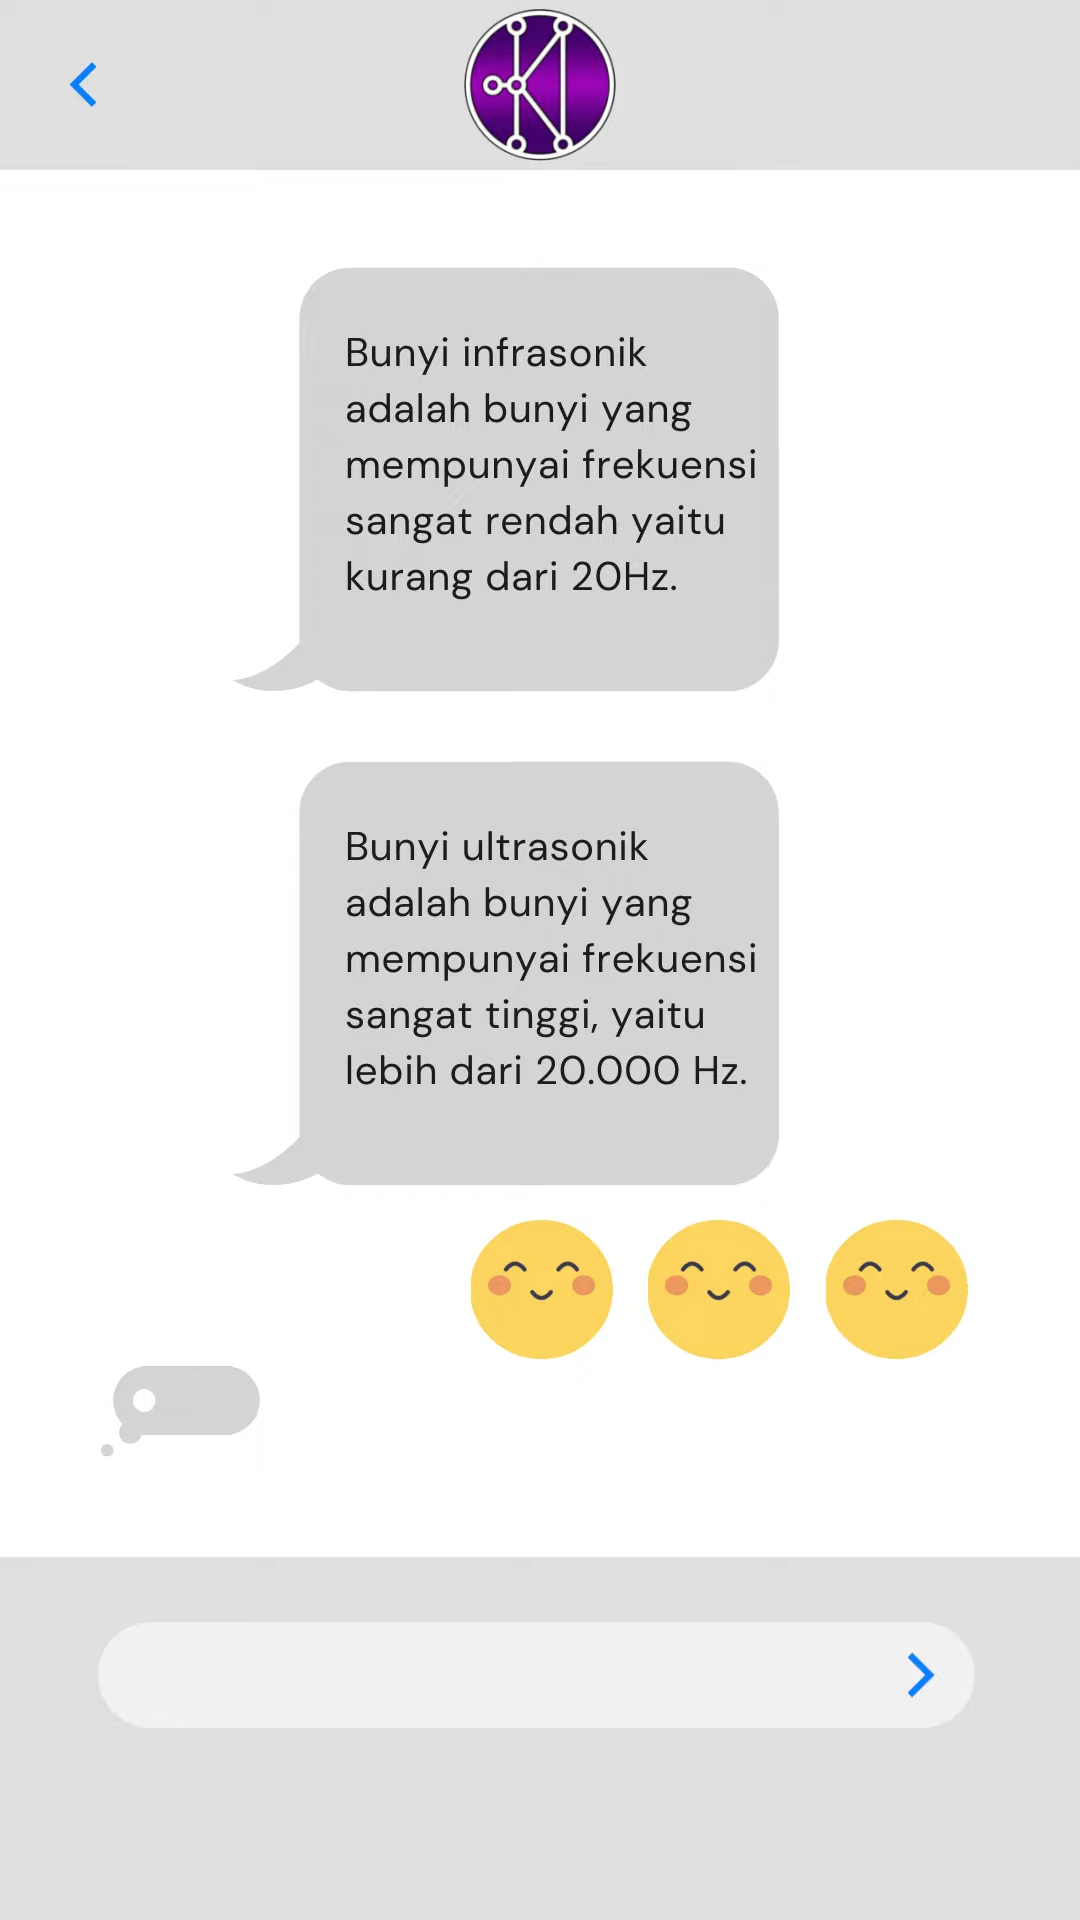 Bunyi infrasonik
adalah bunyi yang
mempunyai frekuensi
sangat rendah yaitu
kurang dari 20Hz.
Bunyi ultrasonik
adalah bunyi yang
mempunyai frekuensi
sangat tinggi, yaitu
lebih dari 20.000 Hz.